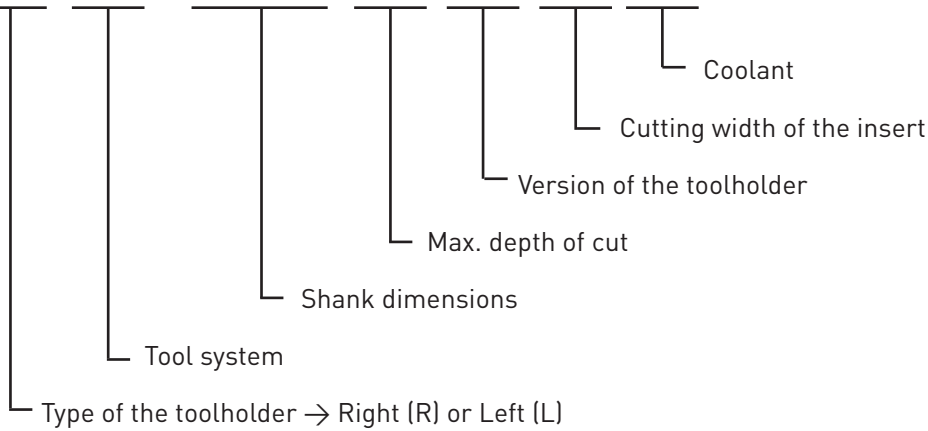 Coolant
Cutting width of the insert
Version of the toolholder
Max. depth of cut
Shank dimensions
Tool system
Type of the toolholder → Right (R) or Left (L)